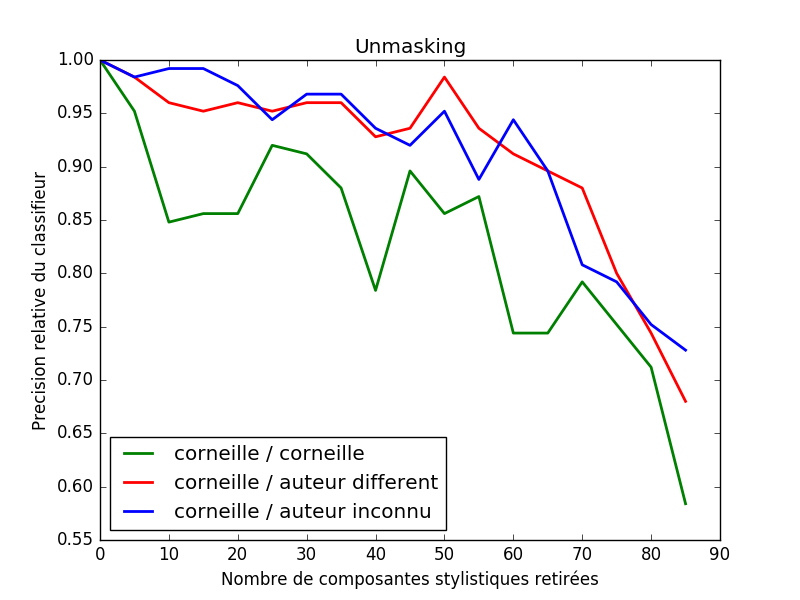 Unmasking
1.00
0.95
0.90
0.85
0.80
0.75
0.70
0.65
0.60
0.55
Precision relative du classifieur
corneille / corneille
corneille / auteur different
corneille / auteur inconnu
0 10 20 30 40 50 60 70 80 90
Nombre de composantes stylistiques retirées